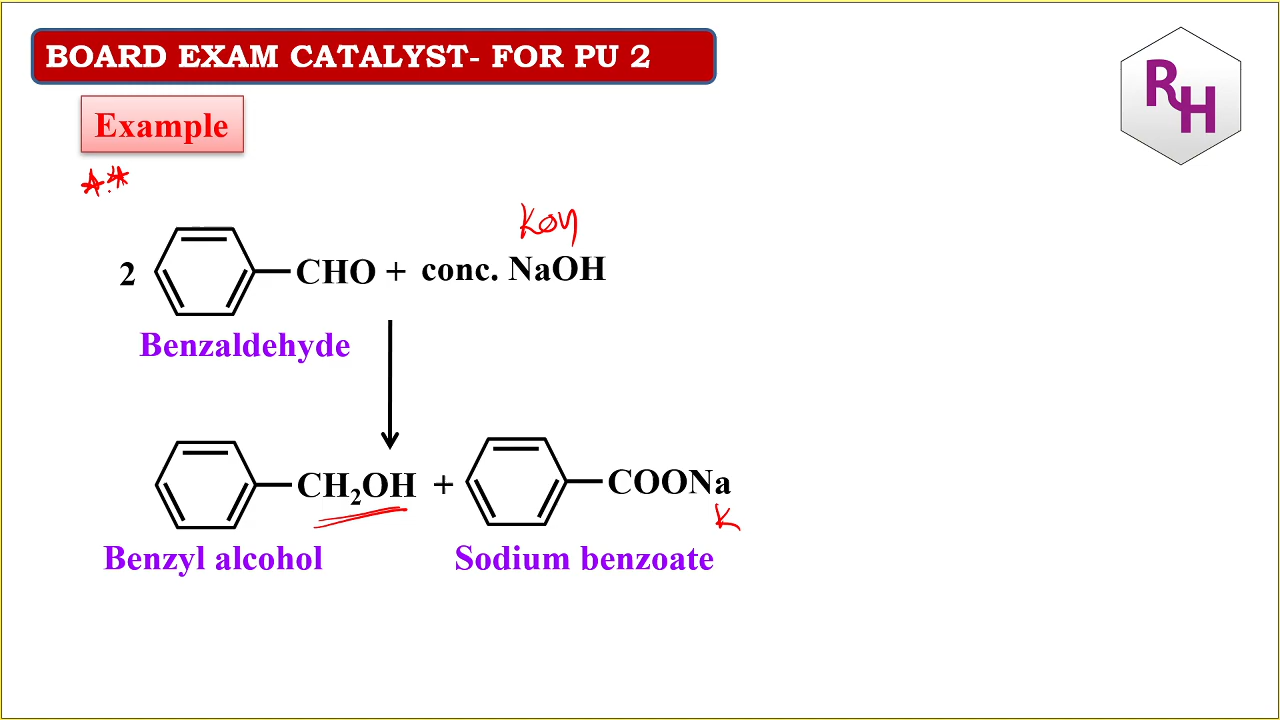 BOARD EXAM CATALYST- FOR PU 2
RH
Example
KOH
2 CHO + conc. NaOH
Benzaldehyde
CH₂OH + COONa
K
Benzyl alcohol Sodium benzoate